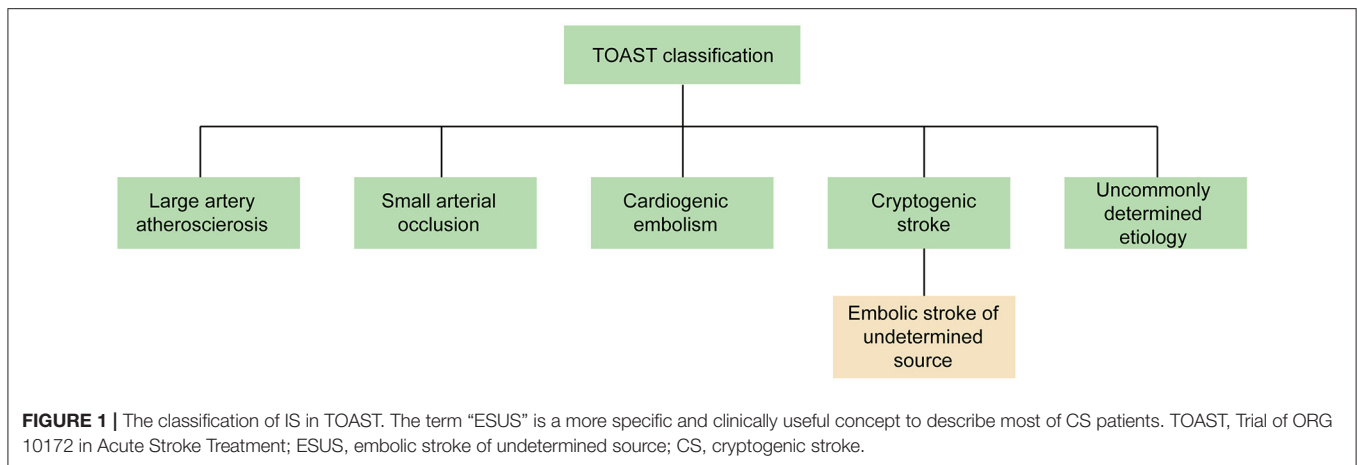 TOAST classification
Large artery
atheroscierosis
Small arterial
occlusion
Cardiogenic
embolism
Cryptogenic
stroke
Uncommonly
determined
etiology
Embolic stroke of
undetermined
source
FIGURE 1 | The classification of IS in TOAST. The term “ESUS” is a more specific and clinically useful concept to describe most of CS patients. TOAST, Trial of ORG
10172 in Acute Stroke Treatment; ESUS, embolic stroke of undetermined source; CS, cryptogenic stroke.